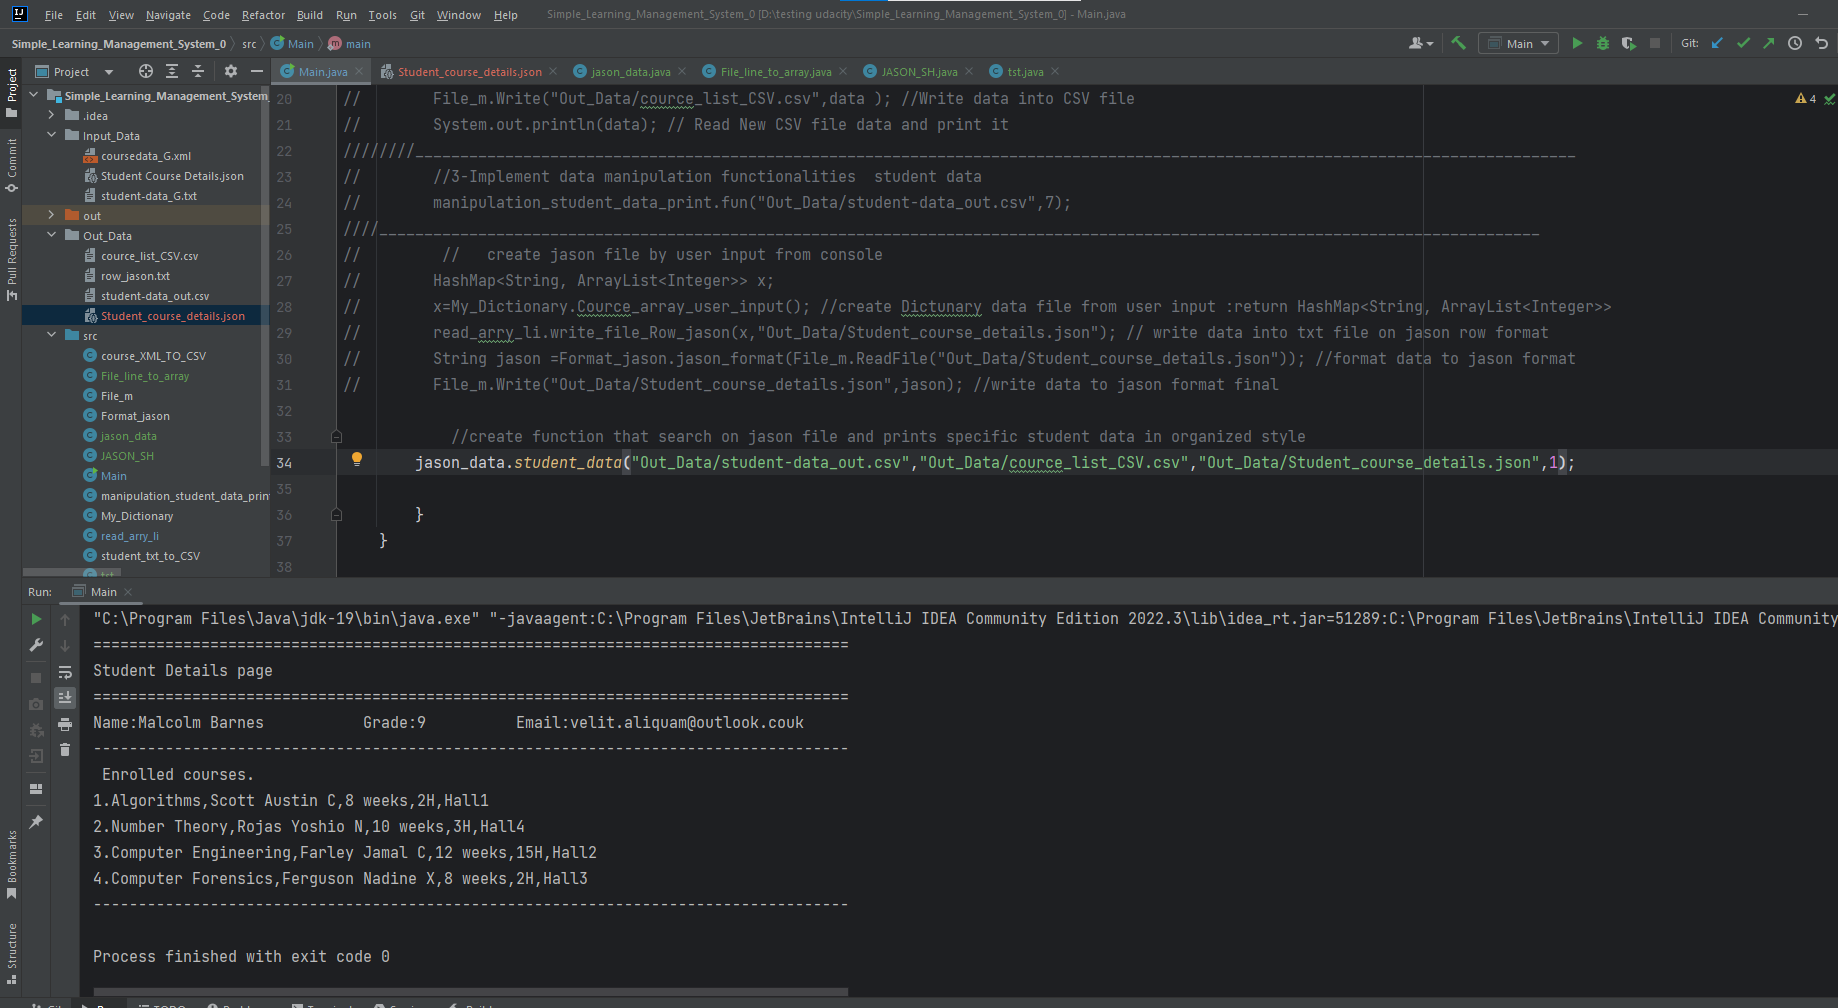 File Edit View Navigate Code Refactor Build Run Tools Git Window Help Simple_Learning_Management_System_0 [D:\testing udacity\Simple_Learning_Management_System_0] - Main.java
Simple_Learning_Management_System_0 src Main main Main Git:
Project
Main.java Student_course_details.json jason_data.java File_line_to_array.java JASON_SH.java tst.java
Project
Commit
Pull Requests
Bookmarks
Structure
Simple_Learning_Management_System_
.idea
Input_Data
coursedata_G.xml
Student Course Details.json
student-data_G.txt
out
Out_Data
cource_list_CSV.csv
row_jason.txt
student-data_out.csv
Student_course_details.json
src
course_XML_TO_CSV
File_line_to_array
File_m
Format_jason
jason_data
JASON_SH
Main
manipulation_student_data_prin
My_Dictionary
read_arry_li
student_txt_to_CSV
tst
4
20 // File_m.Write("Out_Data/cource_list_CSV.csv",data ); //Write data into CSV file
21 // System.out.println(data); // Read New CSV file data and print it
22 ////////_________________________________________________________________________________________________________________________________
23 // //3-Implement data manipulation functionalities  student data
24 // manipulation_student_data_print.fun("Out_Data/student-data_out.csv",7);
25 ////_________________________________________________________________________________________________________________________________
26 // //   create jason file by user input from console
27 // HashMap<String, ArrayList<Integer>> x;
28 // x=My_Dictionary.Cource_array_user_input(); //create Dictunary data file from user input :return HashMap<String, ArrayList<Integer>>
29 // read_arry_li.write_file_Row_jason(x,"Out_Data/Student_course_details.json"); // write data into txt file on jason row format
30 // String jason =Format_jason.jason_format(File_m.ReadFile("Out_Data/Student_course_details.json")); //format data to jason format
31 // File_m.Write("Out_Data/Student_course_details.json",jason); //write data to jason format final
32
33 //create function that search on jason file and prints specific student data in organized style
34 jason_data.student_data("Out_Data/student-data_out.csv","Out_Data/cource_list_CSV.csv","Out_Data/Student_course_details.json",1);
35
36 }
37 }
38
Run: Main
"C:\Program Files\Java\jdk-19\bin\java.exe" "-javaagent:C:\Program Files\JetBrains\IntelliJ IDEA Community Edition 2022.3\lib\idea_rt.jar=51289:C:\Program Files\JetBrains\IntelliJ IDEA Community
====================================================================================
Student Details page
====================================================================================
Name:Malcolm Barnes           Grade:9          Email:velit.aliquam@outlook.couk
------------------------------------------------------------------------------------
 Enrolled courses.
1.Algorithms,Scott Austin C,8 weeks,2H,Hall1
2.Number Theory,Rojas Yoshio N,10 weeks,3H,Hall4
3.Computer Engineering,Farley Jamal C,12 weeks,15H,Hall2
4.Computer Forensics,Ferguson Nadine X,8 weeks,2H,Hall3
------------------------------------------------------------------------------------
Process finished with exit code 0